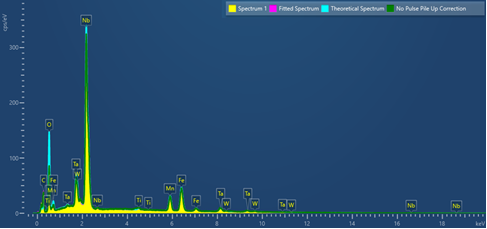 Spectrum 1 Fitted Spectrum Theoretical Spectrum No Pulse Pile Up Correction
cps/eV
Nb
300
200
O
100
Ta
W
C Fe
Mn
Ti
Ta
Nb
Ti
Ti
Mn
Fe
Fe
Ta
W
Ta
W
Ta
W
Nb
Nb
0
0 2 4 6 8 10 12 14 16 18 keV